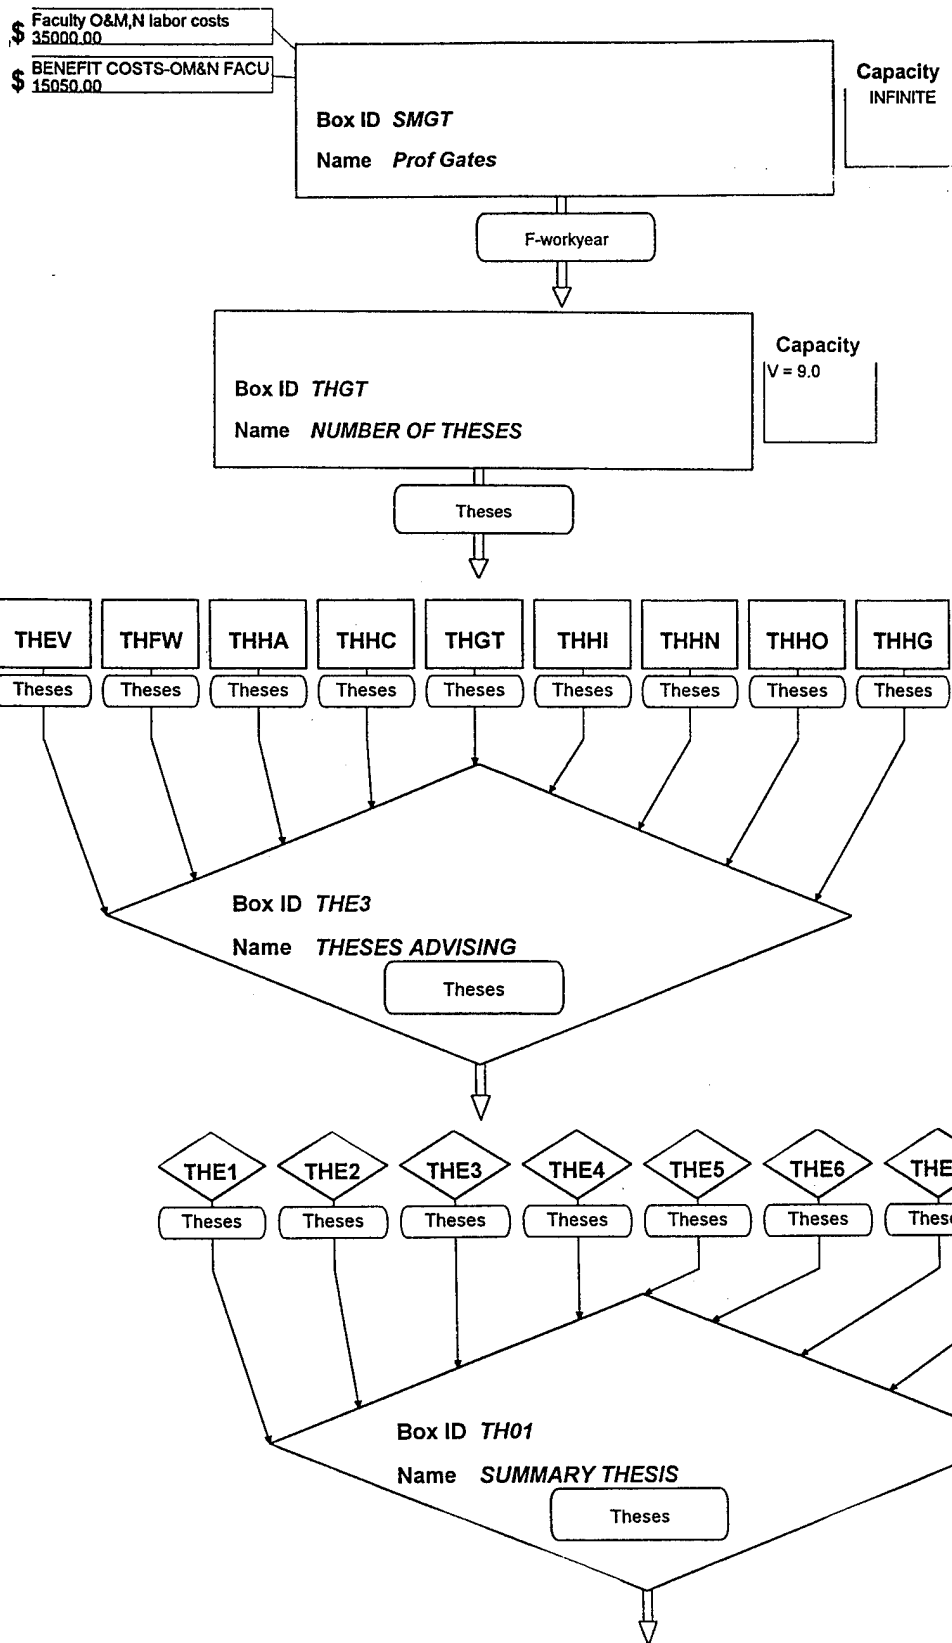 $ Faculty O&M,N labor costs
35000.00
$ BENEFIT COSTS-OM&N FACU
15050.00
Capacity
INFINITE
Box ID SMGT
Name Prof Gates
F-workyear
Capacity
V = 9.0
Box ID THGT
Name NUMBER OF THESES
Theses
THEV THFW THHA THHC THGT THHI THHN THHO THHG
Theses Theses Theses Theses Theses Theses Theses Theses Theses
Box ID THE3
Name THESES ADVISING
Theses
THE1 THE2 THE3 THE4 THE5 THE6 THE
Theses Theses Theses Theses Theses Theses Thes
Box ID TH01
Name SUMMARY THESIS
Theses